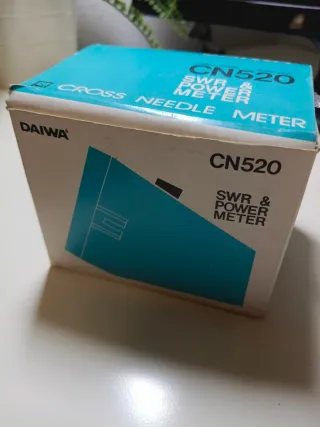 CN520
SWR &
POWER
METER
CROSS NEEDLE METER
DAIWA
CN520
SWR &
POWER
METER